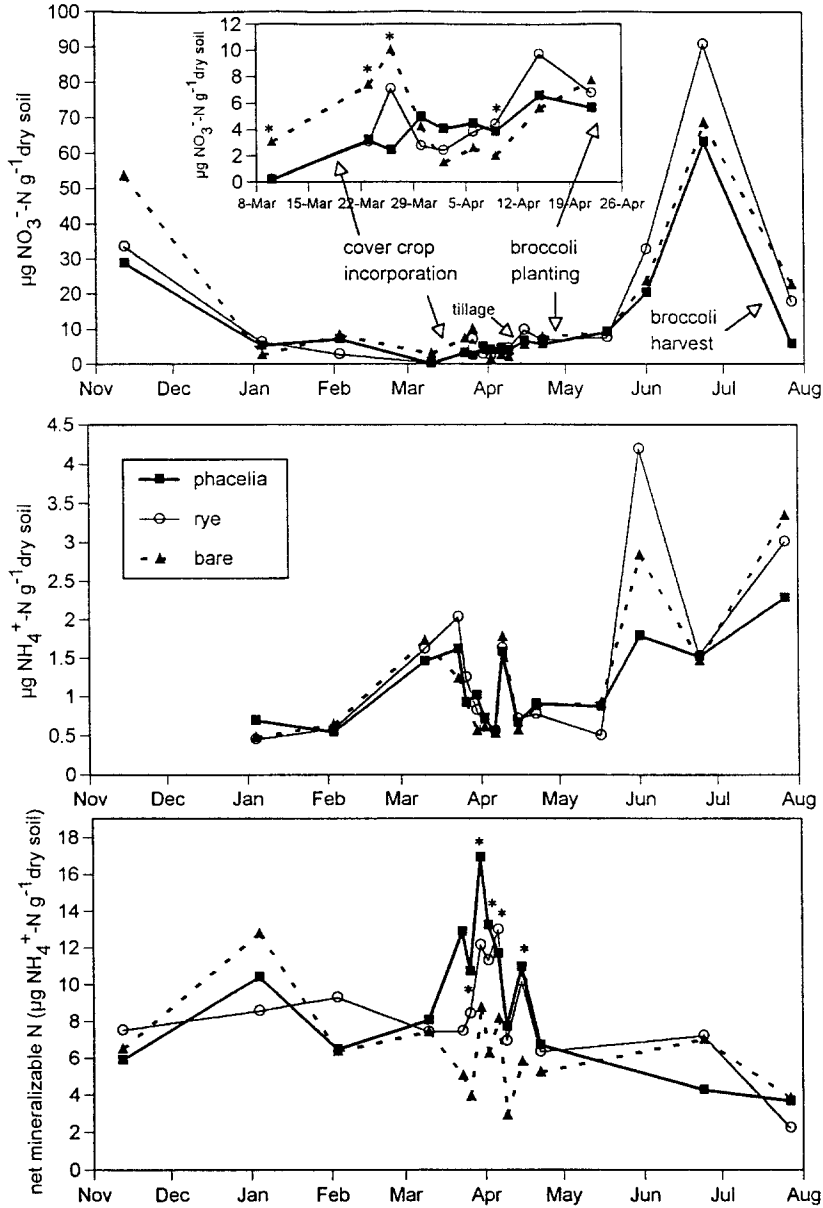 µg NO3⁻-N g⁻¹ dry soil
100
90
80
70
60
50
40
30
20
10
0
Nov Dec Jan Feb Mar Apr May Jun Jul Aug
µg NO3⁻-N g⁻¹ dry soil
12
10
8
6
4
2
0
8-Mar 15-Mar 22-Mar 29-Mar 5-Apr 12-Apr 19-Apr 26-Apr
* * * *
cover crop
incorporation
broccoli
planting
tillage
broccoli
harvest
µg NH4⁺-N g⁻¹ dry soil
4.5
4
3.5
3
2.5
2
1.5
1
0.5
0
phacelia
rye
bare
Nov Dec Jan Feb Mar Apr May Jun Jul Aug
net mineralizable N (µg NH4⁺-N g⁻¹ dry soil)
18
16
14
12
10
8
6
4
2
0
* * * * *
Nov Dec Jan Feb Mar Apr May Jun Jul Aug